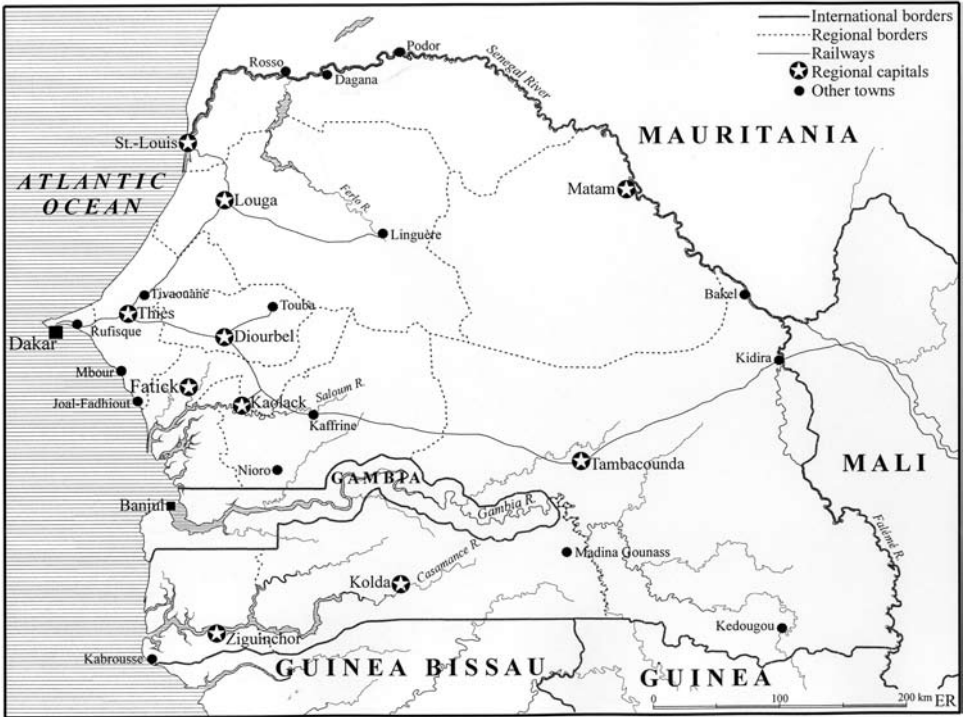 International borders
Regional borders
Railways
Regional capitals
Other towns
Podor
Rosso
Dagana
Senegal River
St.-Louis
MAURITANIA
ATLANTIC
OCEAN
Matam
Louga
Ferlo R.
Linguère
Tivaouane
Touba
Bakel
Thiès
Rufisque
Dakar
Diourbel
Kidira
Mbour
Fatick
Saloum R.
Joal-Fadhiout
Kaolack
Kaffrine
Tambacounda
MALI
Nioro
GAMBIA
Banjul
Gambia R.
Falémé R.
Madina Gounass
Casamance R.
Kolda
Ziguinchor
Kedougou
Kabrousse
GUINEA BISSAU
GUINEA
0 100 200 km ER